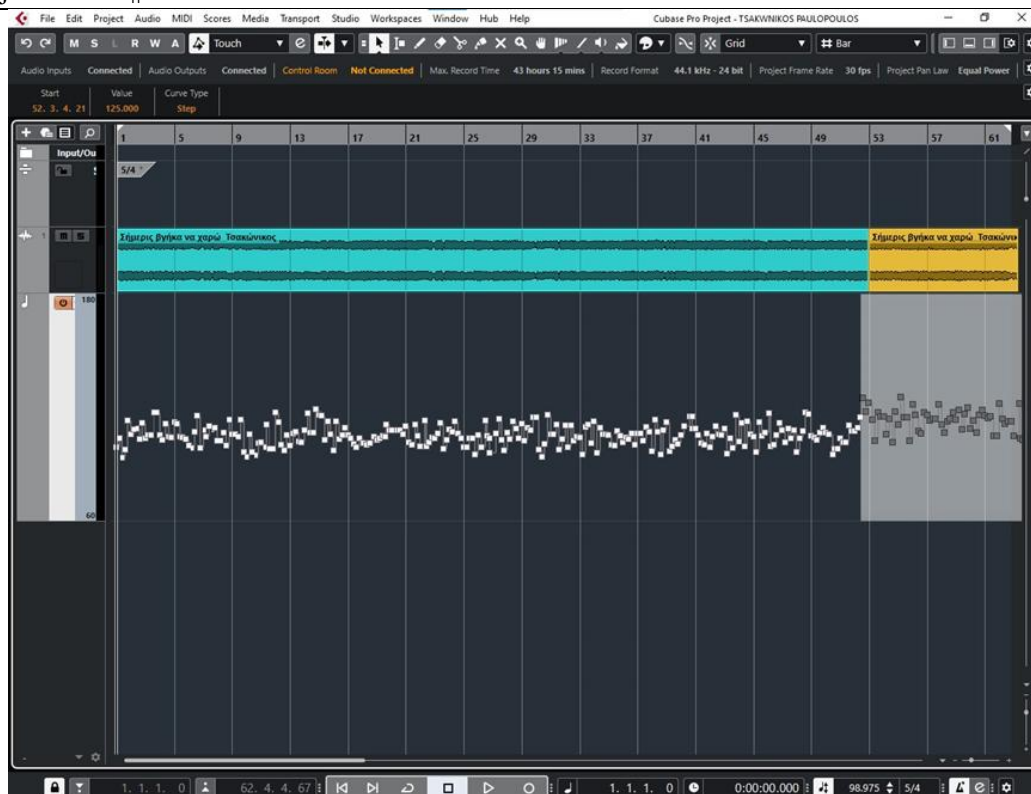 File Edit Project Audio MIDI Scores Media Transport Studio Workspaces Window Hub Help Cubase Pro Project - TSAKWNIKOS PAULOPOULOS
M S L R W A Touch Grid Bar
Audio Inputs Connected Audio Outputs Connected Control Room Not Connected Max. Record Time 43 hours 15 mins Record Format 44.1 kHz - 24 bit Project Frame Rate 30 fps Project Pan Law Equal Power
Start Value Curve Type
52. 3. 4. 21 125.000 Step
1 5 9 13 17 21 25 29 33 37 41 45 49 53 57 61
Input/Ou
5/4
1 m s Σήμερις βγήκα να χαρώ Τσακώνικος Σήμερις βγήκα να χαρώ Τσακώνικ
180
60
1. 1. 1. 0 62. 4. 4. 67 1. 1. 1. 0 0:00:00.000 98.975 5/4